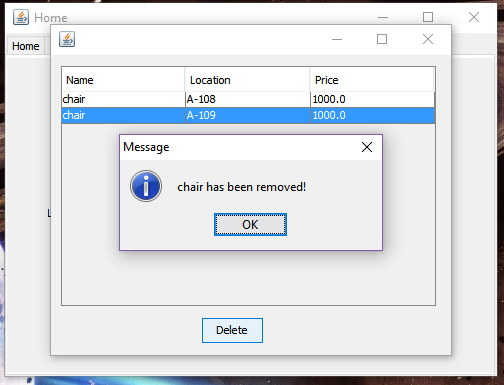 Home
Home
Name Location Price
chair A-108 1000.0
chair A-109 1000.0
Message
chair has been removed!
OK
Delete